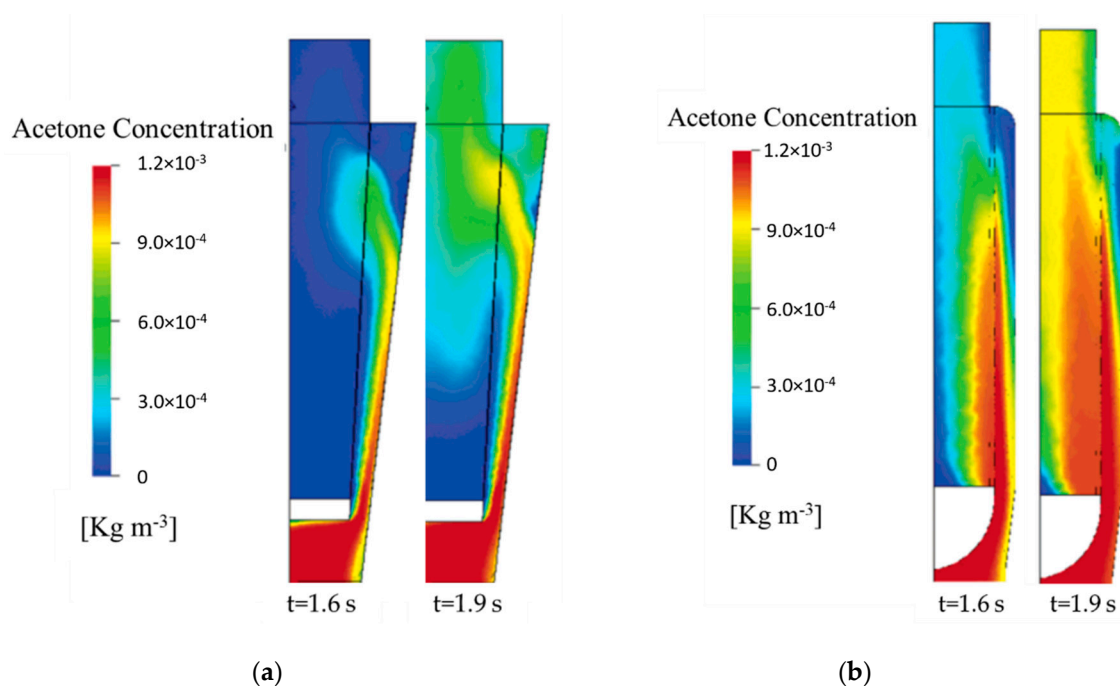 Acetone Concentration
1.2×10⁻³
9.0×10⁻⁴
6.0×10⁻⁴
3.0×10⁻⁴
0
[Kg m⁻³]
t=1.6 s
t=1.9 s
(a)
Acetone Concentration
1.2×10⁻³
9.0×10⁻⁴
6.0×10⁻⁴
3.0×10⁻⁴
0
[Kg m⁻³]
t=1.6 s
t=1.9 s
(b)